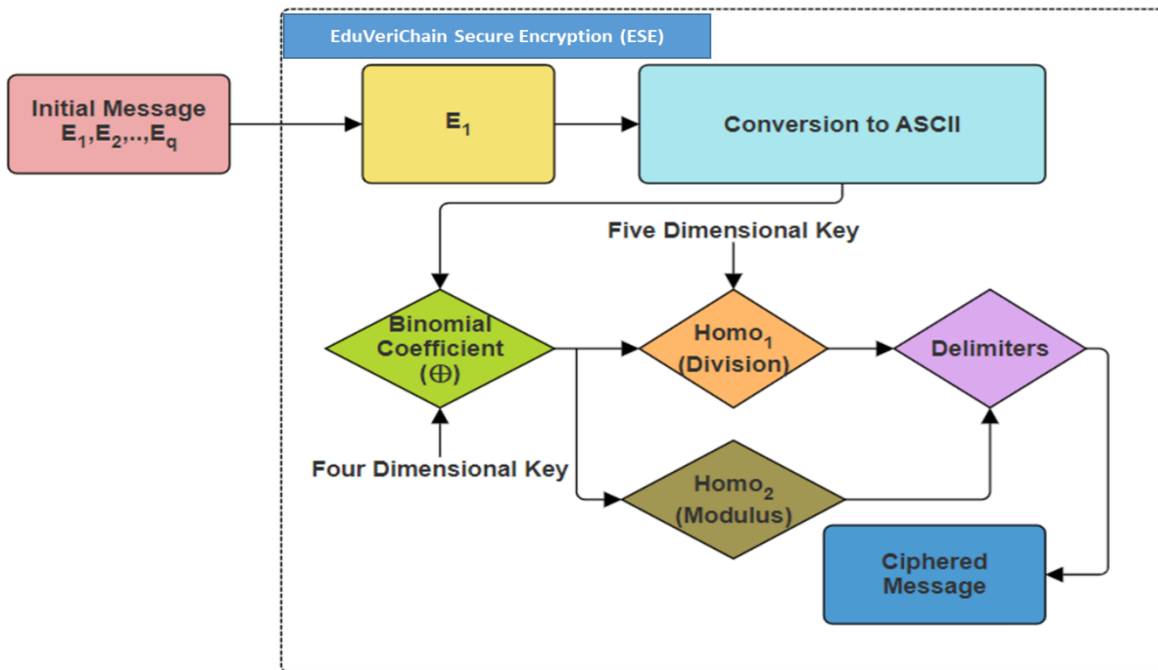 EduVeriChain Secure Encryption (ESE)
Initial Message
E₁,E₂,..,E_q
E₁
Conversion to ASCII
Five Dimensional Key
Binomial
Coefficient
(⊕)
Homo₁
(Division)
Delimiters
Four Dimensional Key
Homo₂
(Modulus)
Ciphered
Message